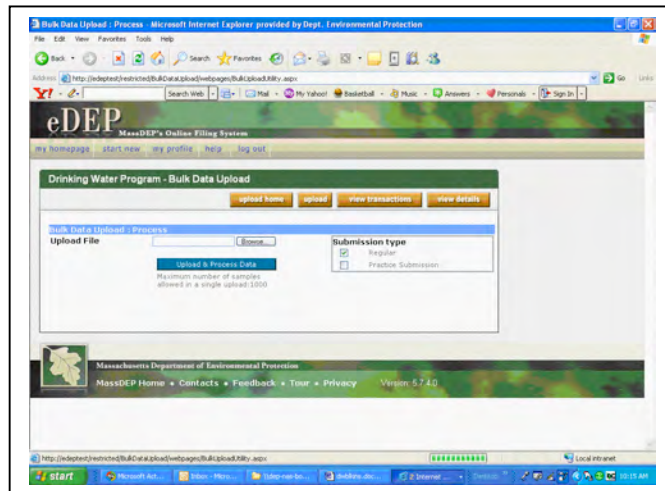 Bulk Data Upload : Process - Microsoft Internet Explorer provided by Dept. Environmental Protection
File Edit View Favorites Tools Help
Back Search Favorites
Address http://edeptest/restricted/BulkDataUpload/webpages/BulkUploadUtility.aspx Go Links
Y! Search Web Mail My Yahoo! Basketball Music Answers Personals Sign In
eDEP MassDEP's Online Filing System
my homepage start new my profile help log out
Drinking Water Program - Bulk Data Upload
upload home upload view transactions view details
Bulk Data Upload : Process
Upload File Browse... Submission type
Regular
Upload & Process Data Practice Submission
Maximum number of samples
allowed in a single upload:1000
Massachusetts Department of Environmental Protection
MassDEP Home • Contacts • Feedback • Tour • Privacy Version: 5.7.4.0
http://edeptest/restricted/BulkDataUpload/webpages/BulkUploadUtility.aspx Local intranet
start Microsoft Act... Inbox - Micro... 2 Internet ... Desktop 10:15 AM